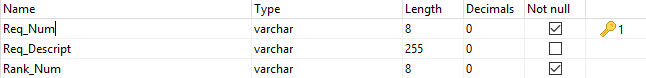 Name Type Length Decimals Not null
Req_Num varchar 8 0 1
Req_Descript varchar 255 0
Rank_Num varchar 8 0